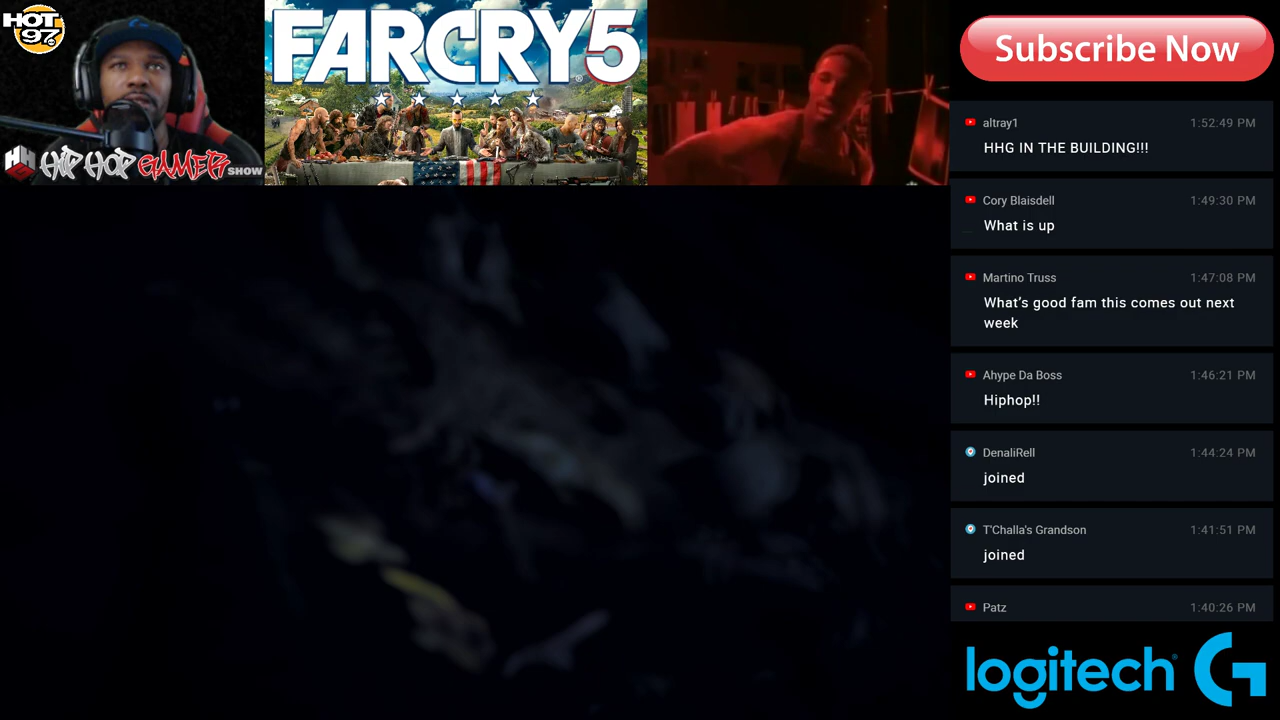 HOT
97
HIP HOP GAMER SHOW
FARCRY5
Subscribe Now
altray1 1:52:49 PM
HHG IN THE BUILDING!!!
Cory Blaisdell 1:49:30 PM
What is up
Martino Truss 1:47:08 PM
What's good fam this comes out next
week
Ahype Da Boss 1:46:21 PM
Hiphop!!
DenaliRell 1:44:24 PM
joined
T'Challa's Grandson 1:41:51 PM
joined
Patz 1:40:26 PM
logitech G